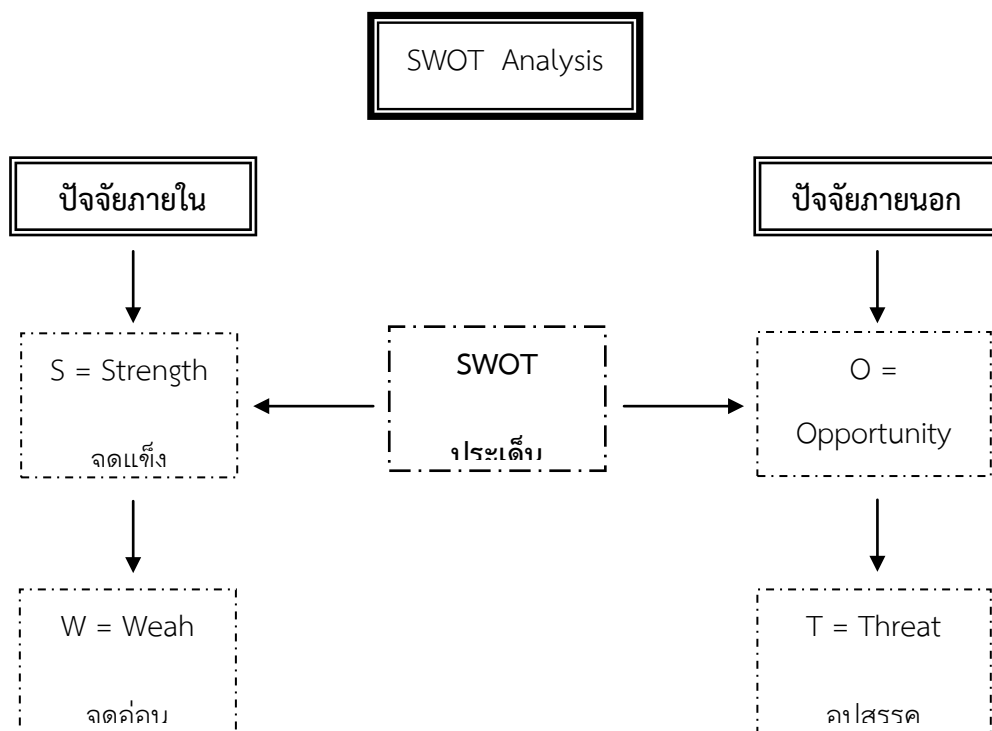 SWOT Analysis
ปัจจัยภายใน
ปัจจัยภายนอก
S = Strength
จุดแข็ง
SWOT
ประเด็น
O =
Opportunity
W = Weah
จุดอ่อน
T = Threat
อุปสรรค